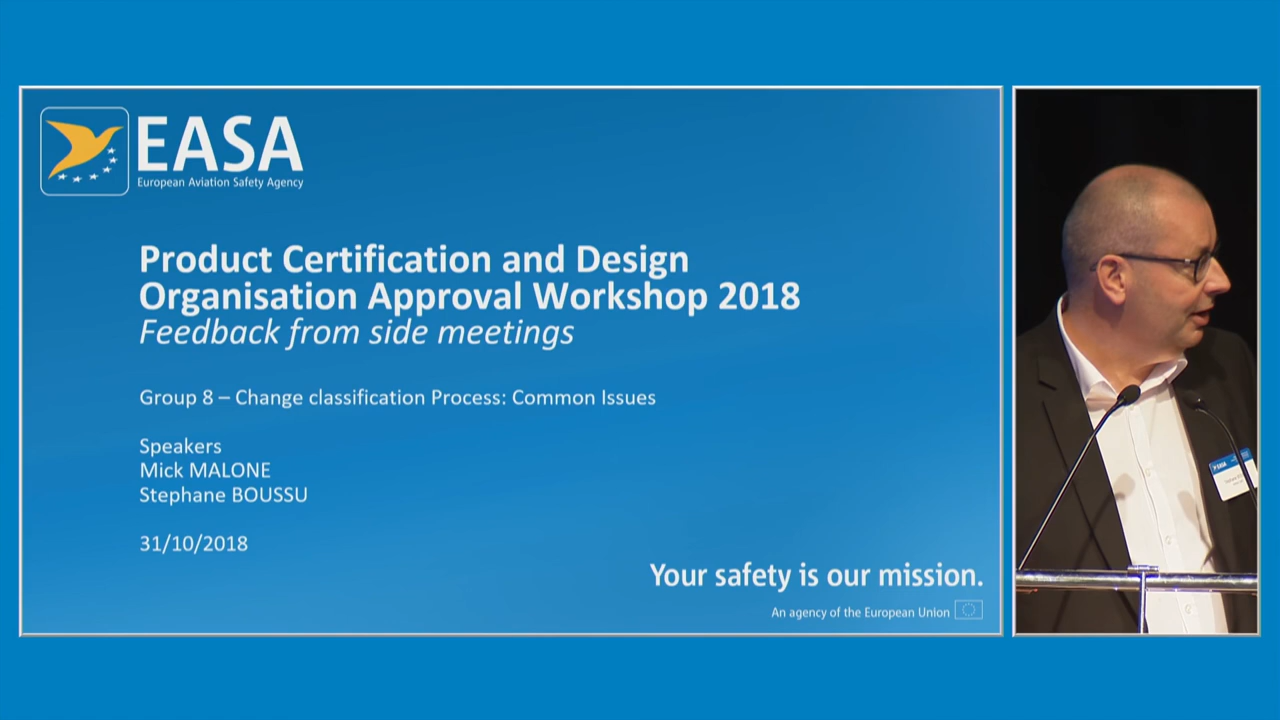 EASA
European Aviation Safety Agency
Product Certification and Design
Organisation Approval Workshop 2018
Feedback from side meetings
Group 8 – Change classification Process: Common Issues
Speakers
Mick MALONE
Stephane BOUSSU
31/10/2018
Your safety is our mission.
An agency of the European Union
EASA